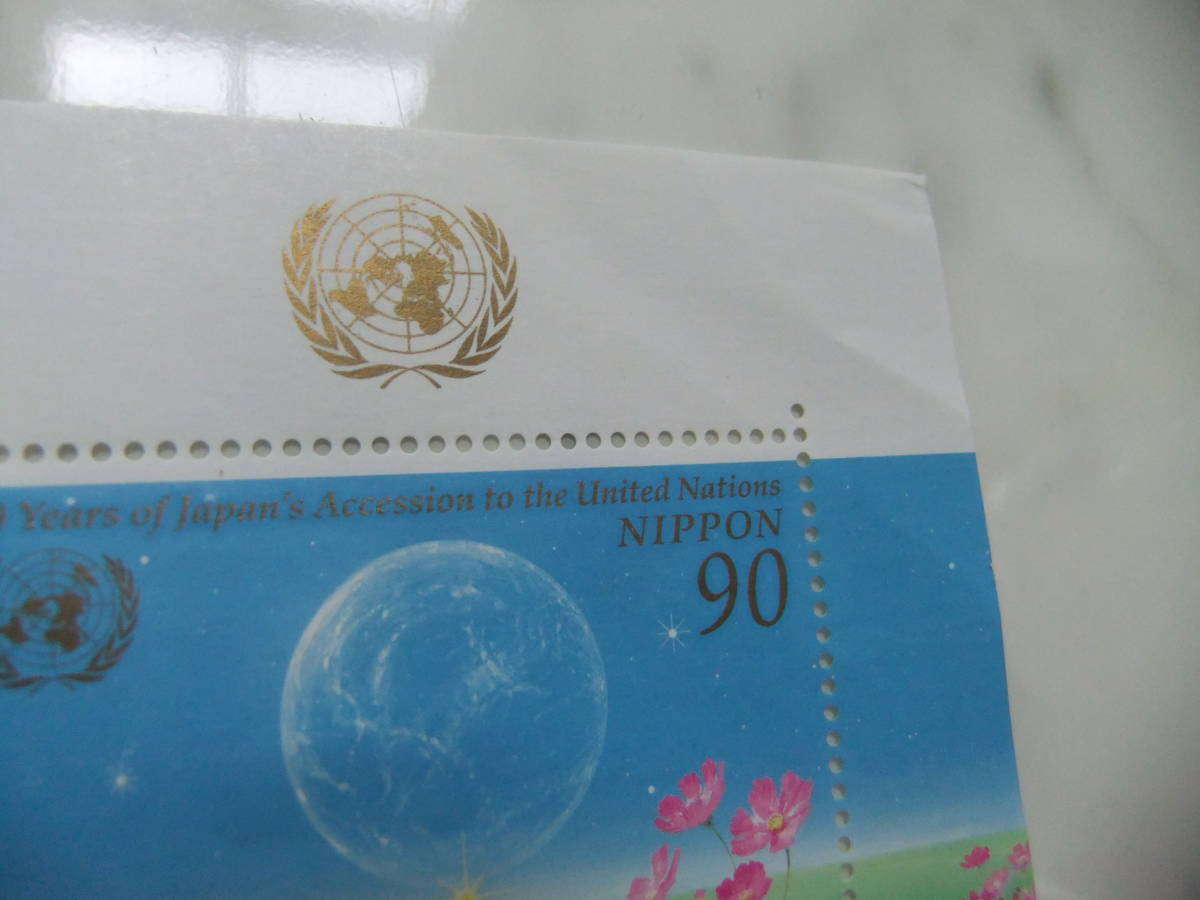 Years of Japan's Accession to the United Nations
NIPPON
90